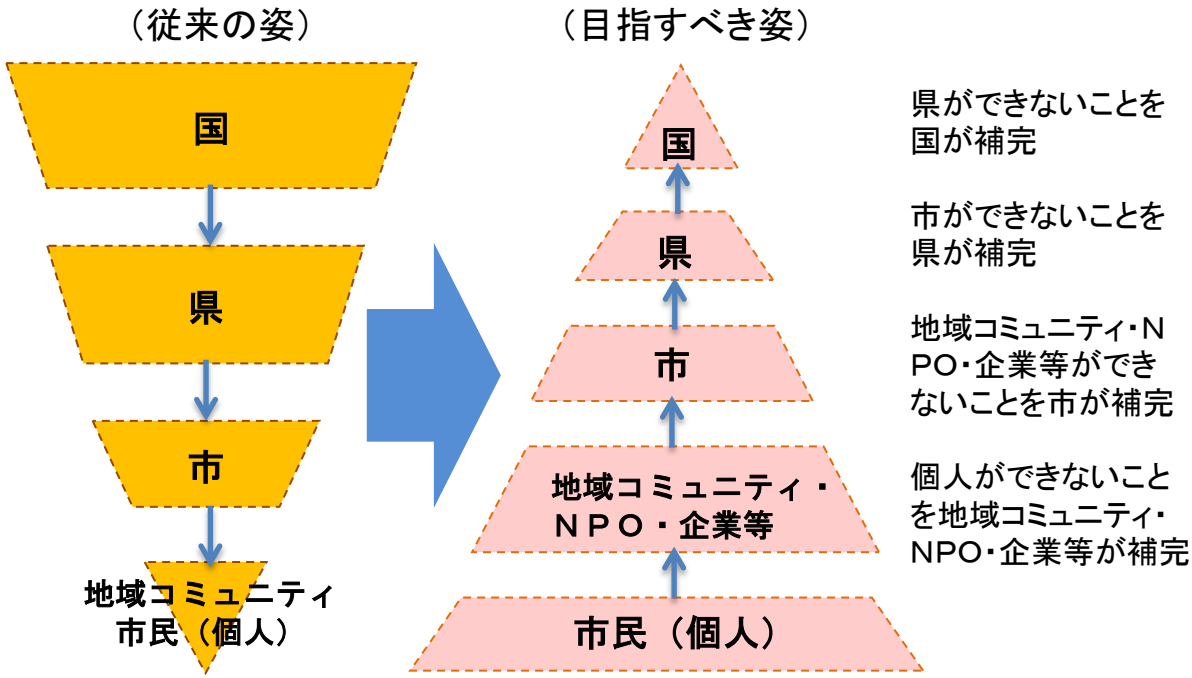 （従来の姿）
国
県
市
地域コミュニティ
市民（個人）
（目指すべき姿）
国
県
市
地域コミュニティ・
ＮＰＯ・企業等
市民（個人）
県ができないことを
国が補完
市ができないことを
県が補完
地域コミュニティ・Ｎ
ＰＯ・企業等ができ
ないことを市が補完
個人ができないこと
を地域コミュニティ・
NPO・企業等が補完